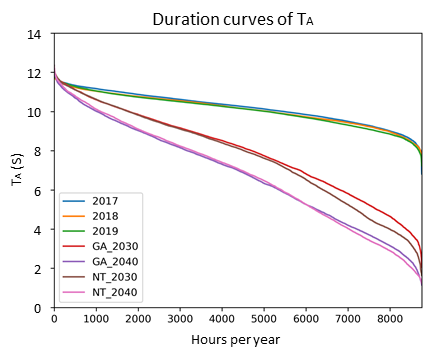 Duration curves of TA
14
12
10
8
6
4
2
0
TA (S)
2017
2018
2019
GA_2030
GA_2040
NT_2030
NT_2040
0 1000 2000 3000 4000 5000 6000 7000 8000
Hours per year